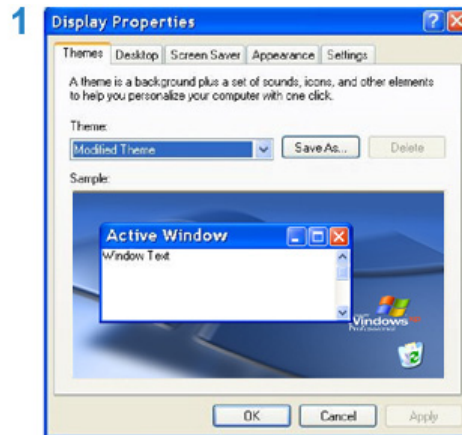 1
Display Properties
Themes Desktop Screen Saver Appearance Settings
A theme is a background plus a set of sounds, icons, and other elements
to help you personalize your computer with one click.
Theme:
Modified Theme Save As... Delete
Sample:
Active Window
Window Text
Windows XP
Professional
OK Cancel Apply